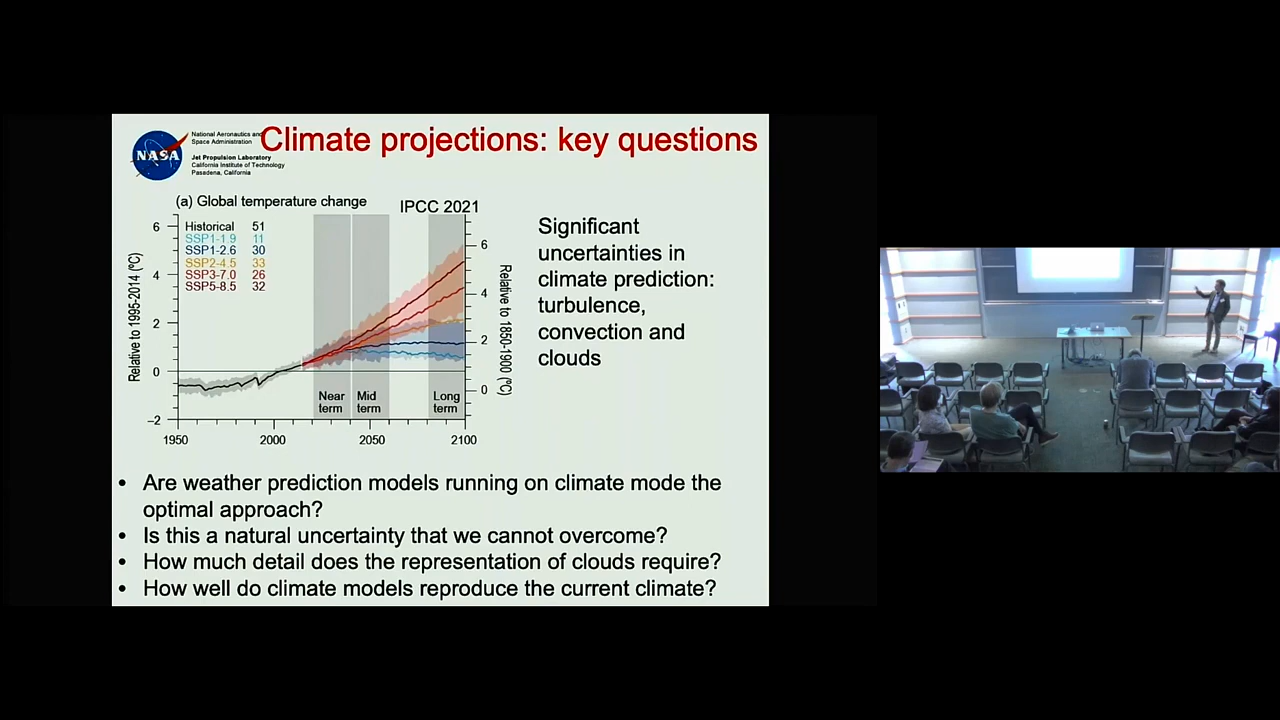 National Aeronautics and
Space Administration
Jet Propulsion Laboratory
California Institute of Technology
Pasadena, California
NASA
Climate projections: key questions
(a) Global temperature change
IPCC 2021
Historical 51
SSP1-1.9 11
SSP1-2.6 30
SSP2-4.5 33
SSP3-7.0 26
SSP5-8.5 32
Relative to 1995-2014 (ºC)
6
4
2
0
−2
6
4
2
0
Relative to 1850-1900 (ºC)
Near
term
Mid
term
Long
term
1950 2000 2050 2100
Significant
uncertainties in
climate prediction:
turbulence,
convection and
clouds
• Are weather prediction models running on climate mode the
optimal approach?
• Is this a natural uncertainty that we cannot overcome?
• How much detail does the representation of clouds require?
• How well do climate models reproduce the current climate?